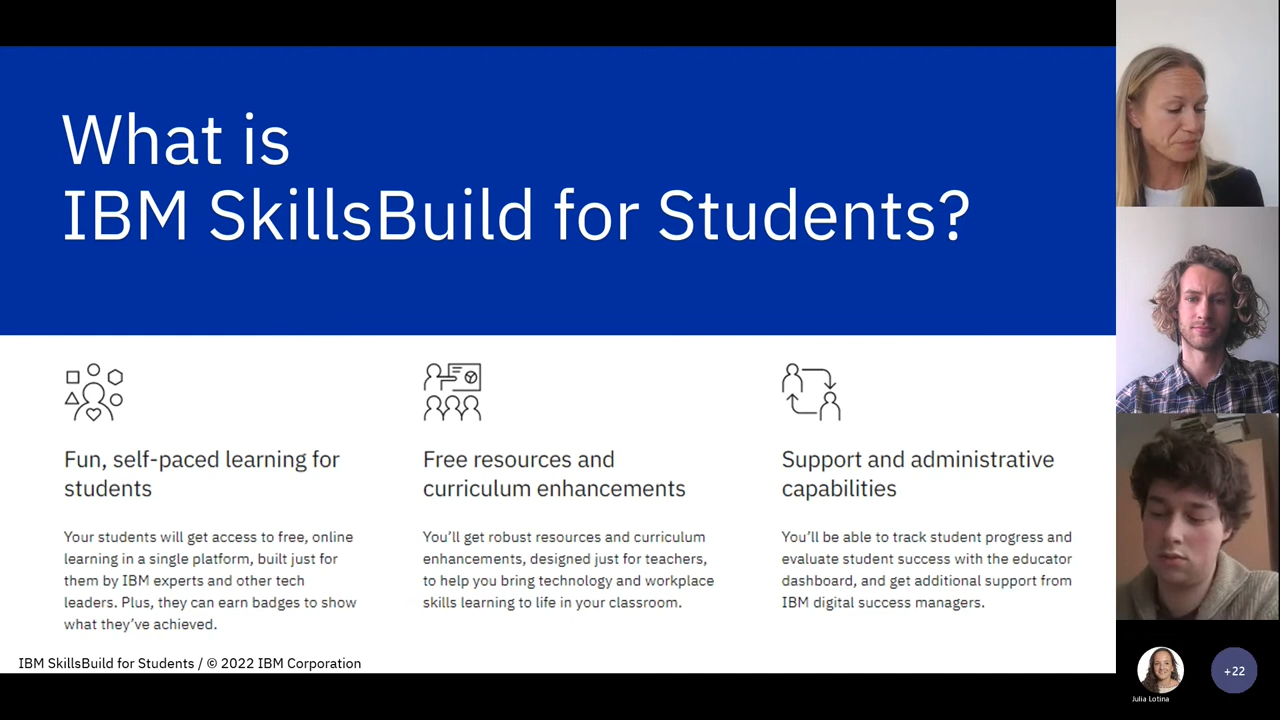 What is
IBM SkillsBuild for Students?
Fun, self-paced learning for
students
Your students will get access to free, online
learning in a single platform, built just for
them by IBM experts and other tech
leaders. Plus, they can earn badges to show
what they’ve achieved.
Free resources and
curriculum enhancements
You’ll get robust resources and curriculum
enhancements, designed just for teachers,
to help you bring technology and workplace
skills learning to life in your classroom.
Support and administrative
capabilities
You’ll be able to track student progress and
evaluate student success with the educator
dashboard, and get additional support from
IBM digital success managers.
IBM SkillsBuild for Students / © 2022 IBM Corporation
Julia Lotina
+22